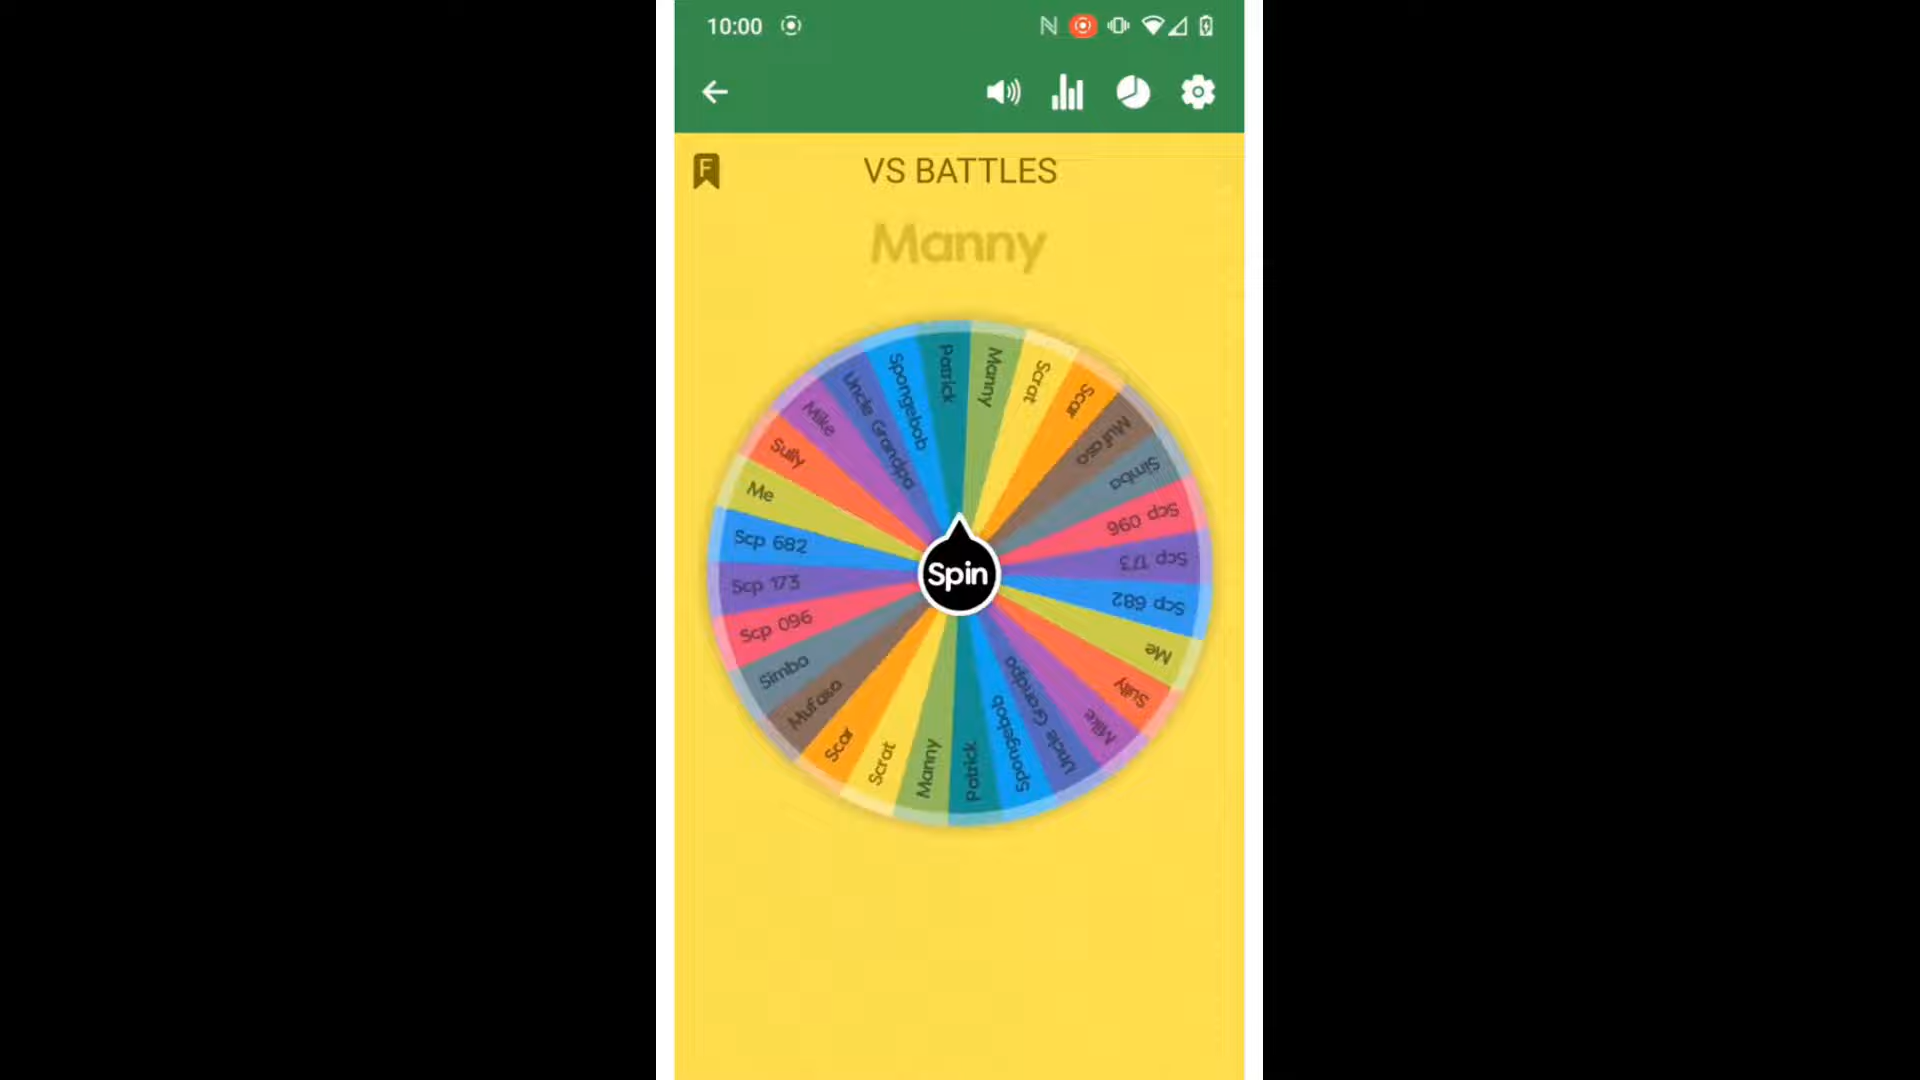 10:00
F
VS BATTLES
Manny
Patrick
Manny
Scrat
Scar
Mufasa
Simba
Scp 096
Scp 173
Scp 682
Me
Sully
Mike
Uncle Grandpa
Spongebob
Patrick
Manny
Scrat
Scar
Mufasa
Simba
Scp 096
Scp 173
Scp 682
Me
Sully
Mike
Uncle Grandpa
Spongebob
Spin